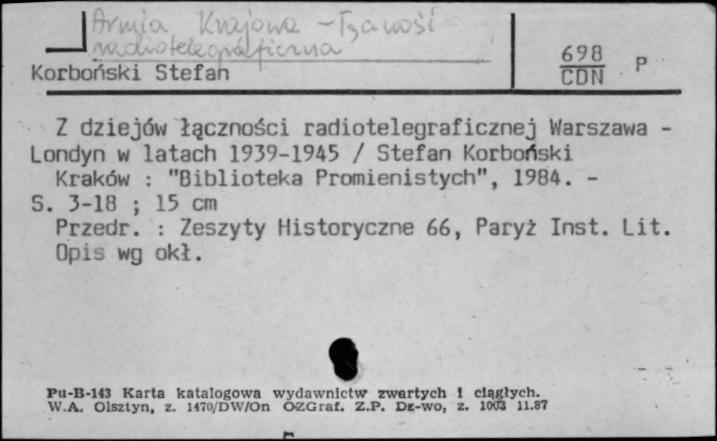 Armia Krajowa - Łączność
radiotelegraficzna
Korboński Stefan
698
CDN
P
Z dziejów łączności radiotelegraficznej Warszawa -
Londyn w latach 1939-1945 / Stefan Korboński
Kraków : "Biblioteka Promienistych", 1984. -
S. 3-18 ; 15 cm
Przedr. : Zeszyty Historyczne 66, Paryż Inst. Lit.
Opis wg okł.
Pu-B-143 Karta katalogowa wydawnictw zwartych i ciągłych.
W.A. Olsztyn, z. 1470/DW/On OZGraf. Z.P. Dz-wo, z. 1003 11.87